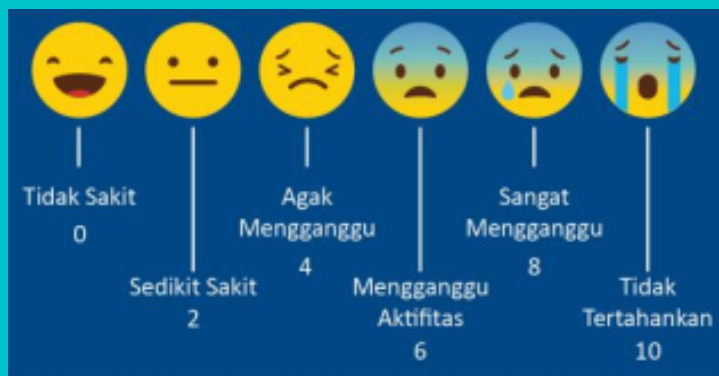 Tidak Sakit
0
Sedikit Sakit
2
Agak
Mengganggu
4
Mengganggu
Aktifitas
6
Sangat
Mengganggu
8
Tidak
Tertahankan
10